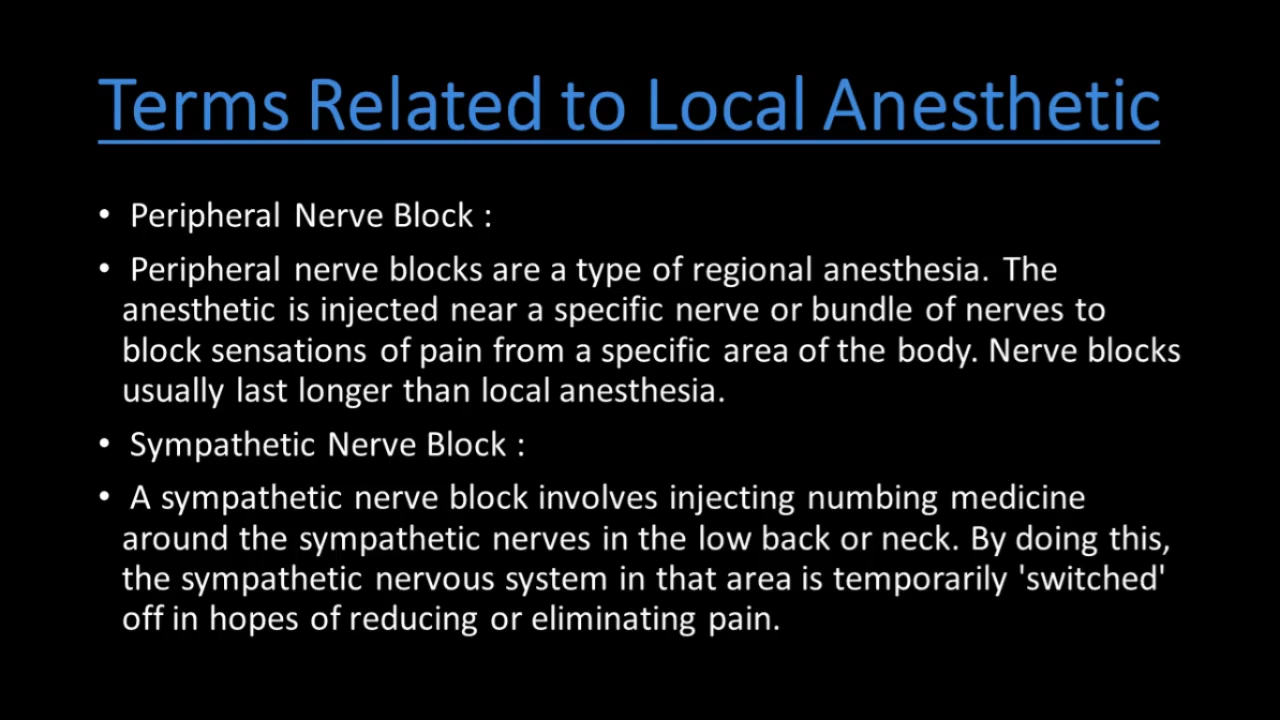 Terms Related to Local Anesthetic
• Peripheral Nerve Block :
• Peripheral nerve blocks are a type of regional anesthesia. The
anesthetic is injected near a specific nerve or bundle of nerves to
block sensations of pain from a specific area of the body. Nerve blocks
usually last longer than local anesthesia.
• Sympathetic Nerve Block :
• A sympathetic nerve block involves injecting numbing medicine
around the sympathetic nerves in the low back or neck. By doing this,
the sympathetic nervous system in that area is temporarily 'switched'
off in hopes of reducing or eliminating pain.